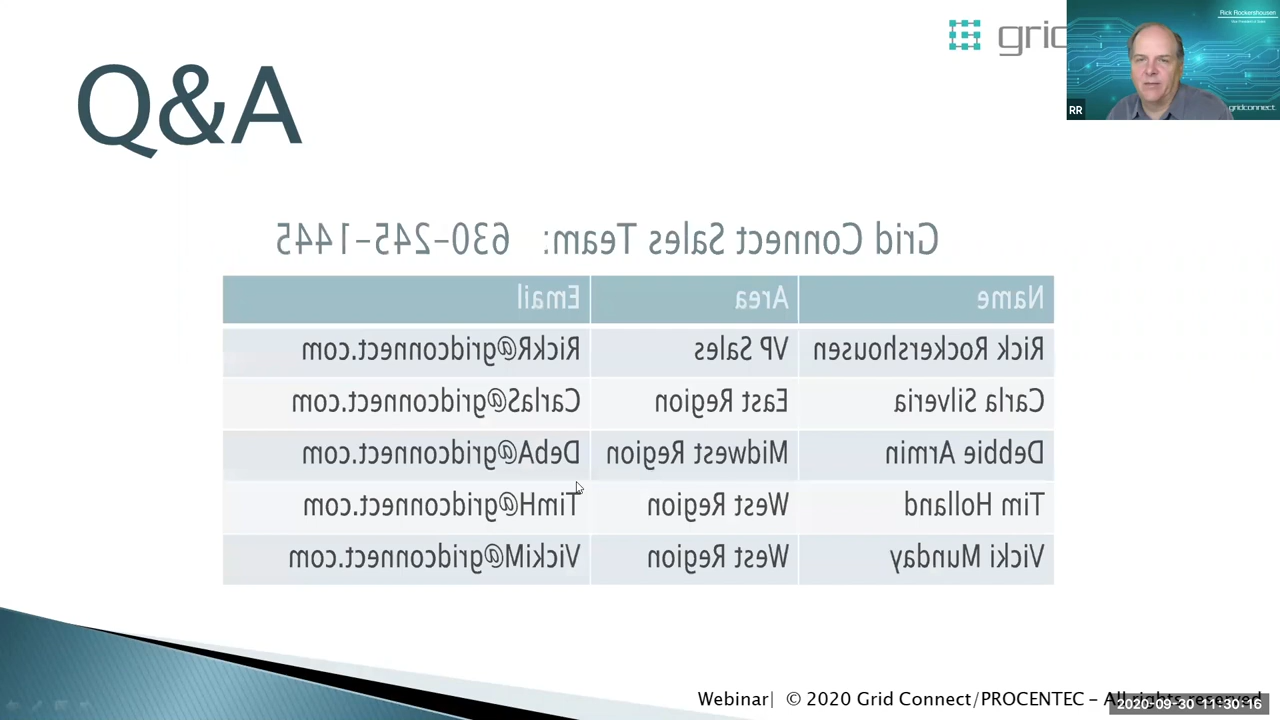 Rick Rockershousen
grid
RR
gridconnect
Q&A
Grid Connect Sales Team: 630-245-1445
Name Area Email
Rick Rockershousen VP Sales RickR@gridconnect.com
Carla Silveria East Region CarlaS@gridconnect.com
Debbie Armin Midwest Region DebA@gridconnect.com
Tim Holland West Region TimH@gridconnect.com
Vicki Munday West Region VickiM@gridconnect.com
Webinar| © 2020 Grid Connect/PROCENTEC - All rights reserved
2020-09-30 11:30:16